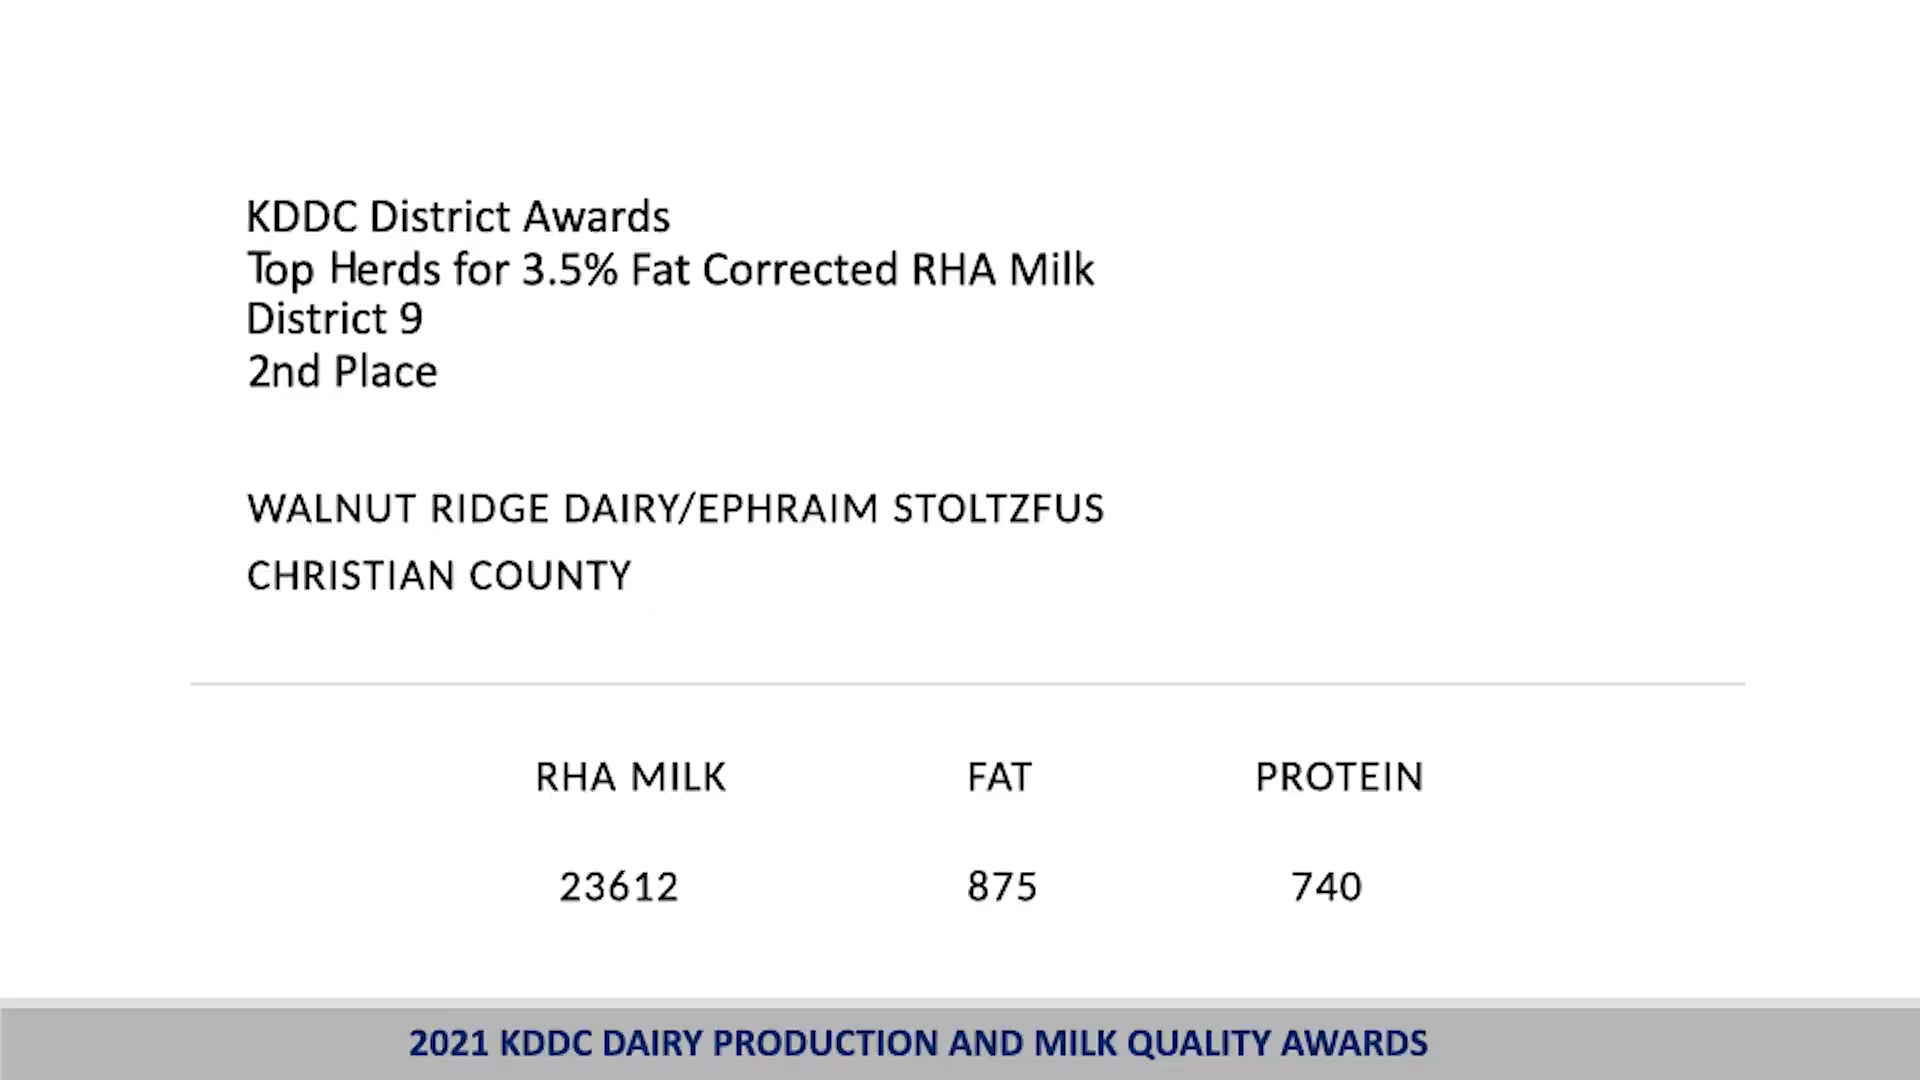 KDDC District Awards
Top Herds for 3.5% Fat Corrected RHA Milk
District 9
2nd Place
WALNUT RIDGE DAIRY/EPHRAIM STOLTZFUS
CHRISTIAN COUNTY
RHA MILK FAT PROTEIN
23612 875 740
2021 KDDC DAIRY PRODUCTION AND MILK QUALITY AWARDS